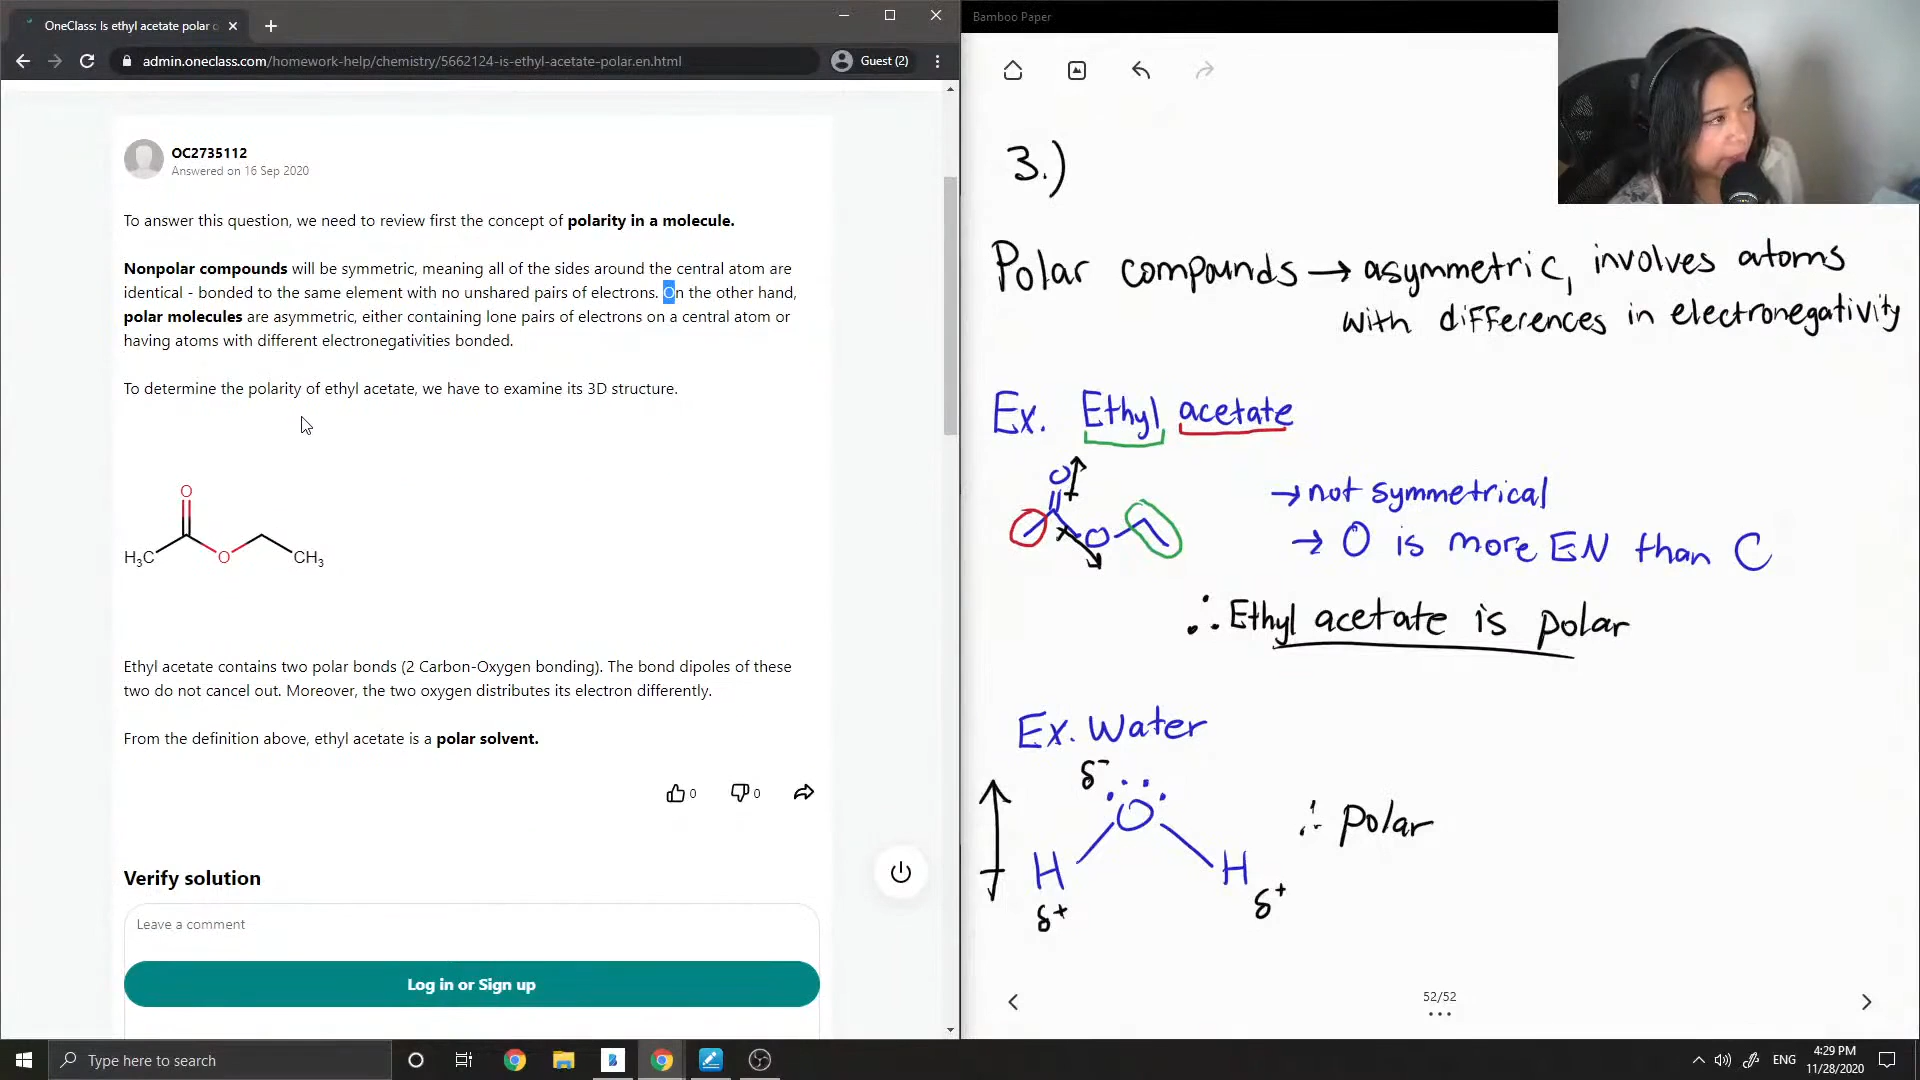 OneClass: Is ethyl acetate polar o
admin.oneclass.com/homework-help/chemistry/5662124-is-ethyl-acetate-polar.en.html
Guest (2)
OC2735112
Answered on 16 Sep 2020
To answer this question, we need to review first the concept of polarity in a molecule.
Nonpolar compounds will be symmetric, meaning all of the sides around the central atom are
identical - bonded to the same element with no unshared pairs of electrons. On the other hand,
polar molecules are asymmetric, either containing lone pairs of electrons on a central atom or
having atoms with different electronegativities bonded.
To determine the polarity of ethyl acetate, we have to examine its 3D structure.
O
H₃C O CH₃
Ethyl acetate contains two polar bonds (2 Carbon-Oxygen bonding). The bond dipoles of these
two do not cancel out. Moreover, the two oxygen distributes its electron differently.
From the definition above, ethyl acetate is a polar solvent.
0 0
Verify solution
Leave a comment
Log in or Sign up
Bamboo Paper
3.)
Polar compounds → asymmetric, involves atoms
with differences in electronegativity
Ex. Ethyl acetate
O
O
→ not symmetrical
→ O is more EN than C
∴ Ethyl acetate is polar
Ex. Water
δ-
O
H H
δ+ δ+
∴ Polar
52/52
Type here to search
ENG
4:29 PM
11/28/2020